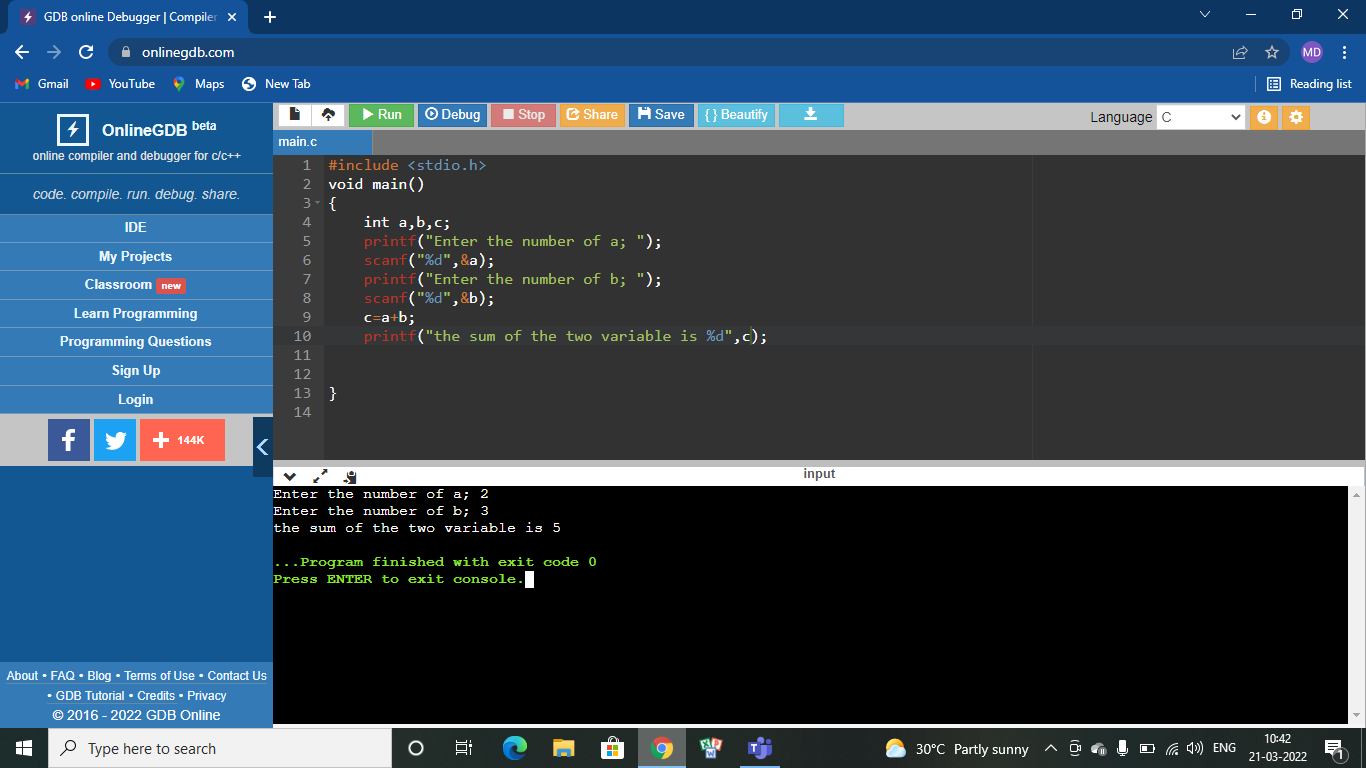 GDB online Debugger | Compiler
onlinegdb.com
MD
Gmail YouTube Maps New Tab Reading list
OnlineGDB beta
online compiler and debugger for c/c++
code. compile. run. debug. share.
IDE
My Projects
Classroom new
Learn Programming
Programming Questions
Sign Up
Login
144K
About • FAQ • Blog • Terms of Use • Contact Us
• GDB Tutorial • Credits • Privacy
© 2016 - 2022 GDB Online
Run Debug Stop Share Save { } Beautify Language C
main.c
1 #include <stdio.h>
2 void main()
3 {
4     int a,b,c;
5     printf("Enter the number of a; ");
6     scanf("%d",&a);
7     printf("Enter the number of b; ");
8     scanf("%d",&b);
9     c=a+b;
10     printf("the sum of the two variable is %d",c);
11
12
13 }
14
input
Enter the number of a; 2
Enter the number of b; 3
the sum of the two variable is 5
...Program finished with exit code 0
Press ENTER to exit console.
Type here to search
30°C Partly sunny
ENG
10:42
21-03-2022
1